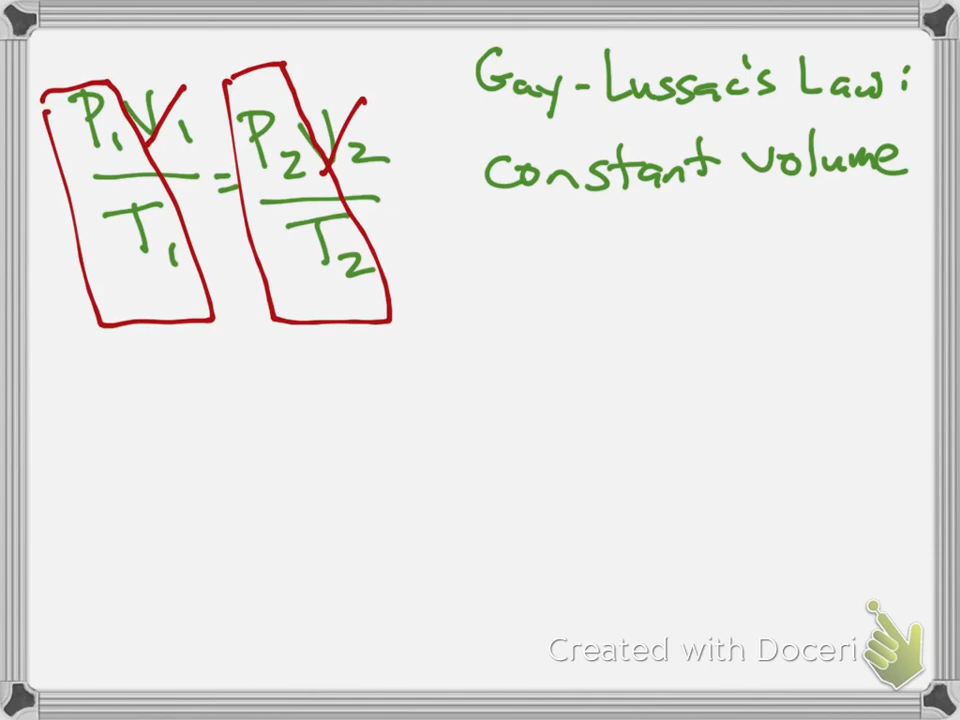 P₁V₁/T₁ = P₂V₂/T₂
Gay-Lussac's Law:
constant volume
Created with Doceri